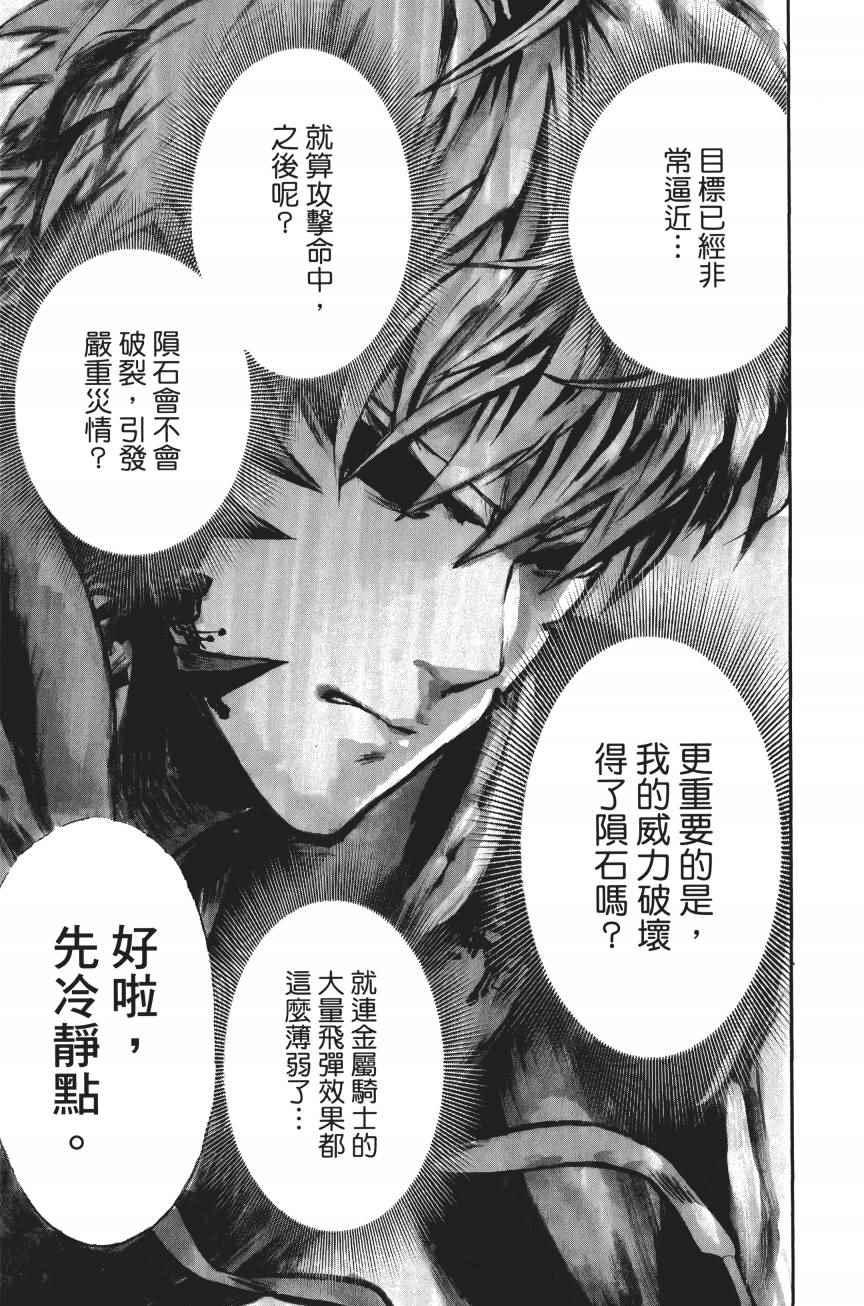 目標已經非
常逼近…
就算攻擊命中，
之後呢？
隕石會不會
破裂，引發
嚴重災情？
更重要的是，
我的威力破壞
得了隕石嗎？
就連金屬騎士的
大量飛彈效果都
這麼薄弱了…
好啦，
先冷靜點。